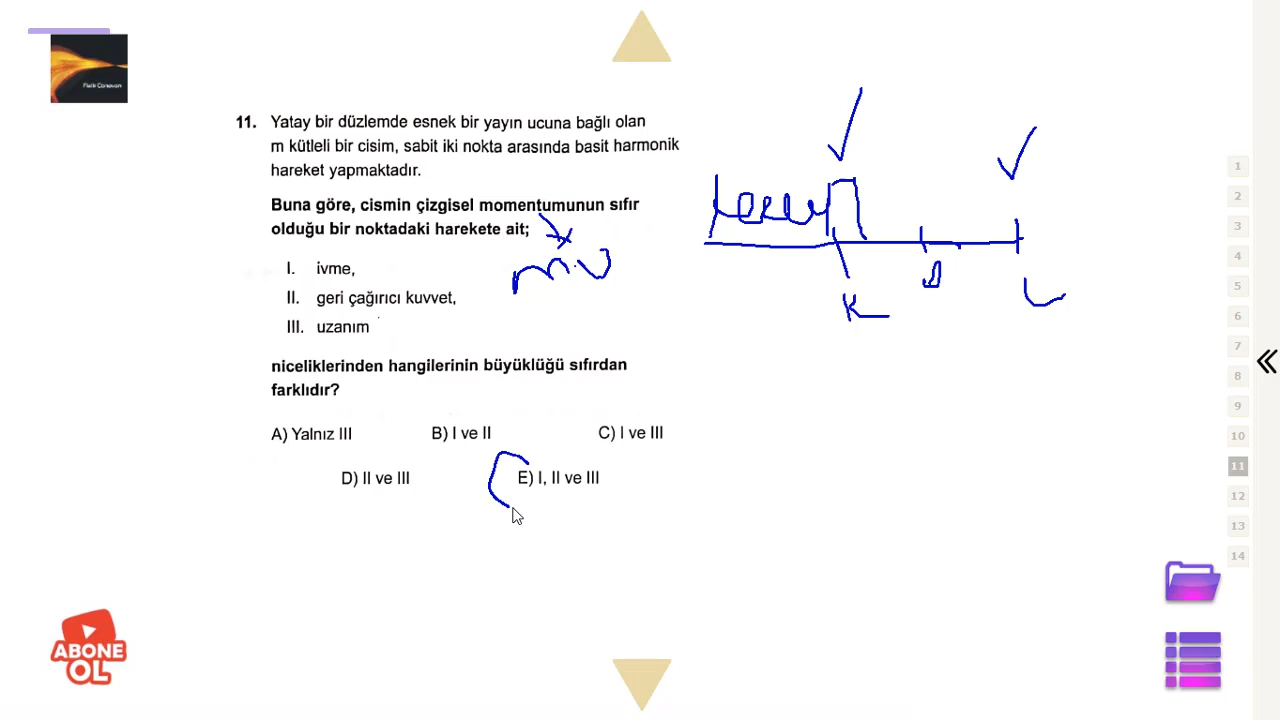 Fizik Donanım
11. Yatay bir düzlemde esnek bir yayın ucuna bağlı olan
m kütleli bir cisim, sabit iki nokta arasında basit harmonik
hareket yapmaktadır.
Buna göre, cismin çizgisel momentumunun sıfır
olduğu bir noktadaki harekete ait;
I. ivme,
II. geri çağırıcı kuvvet,
III. uzanım
m.v
niceliklerinden hangilerinin büyüklüğü sıfırdan
farklıdır?
A) Yalnız III B) I ve II C) I ve III
D) II ve III E) I, II ve III
K
L
1
2
3
4
5
6
7
8
9
10
11
12
13
14
ABONE
OL